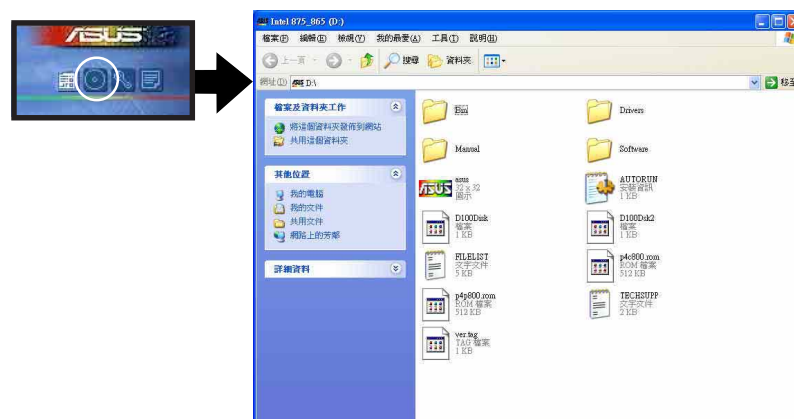 ASUS
Intel 875_865 (D:)
檔案(F) 編輯(E) 檢視(V) 我的最愛(A) 工具(T) 說明(H)
上一頁 搜尋 資料夾
網址(D) D:\ 移至
檔案及資料夾工作
將這個資料夾發佈到網站
共用這個資料夾
其他位置
我的電腦
我的文件
共用文件
網路上的芳鄰
詳細資料
Bin
Drivers
Manual
Software
asus
32 x 32
圖示
AUTORUN
安裝資訊
1 KB
D100Dsk
檔案
1 KB
D100Dsk2
檔案
1 KB
FILELIST
文字文件
5 KB
p4c800.rom
ROM 檔案
512 KB
p4p800.rom
ROM 檔案
512 KB
TECHSUPP
文字文件
2 KB
ver.tag
TAG 檔案
1 KB